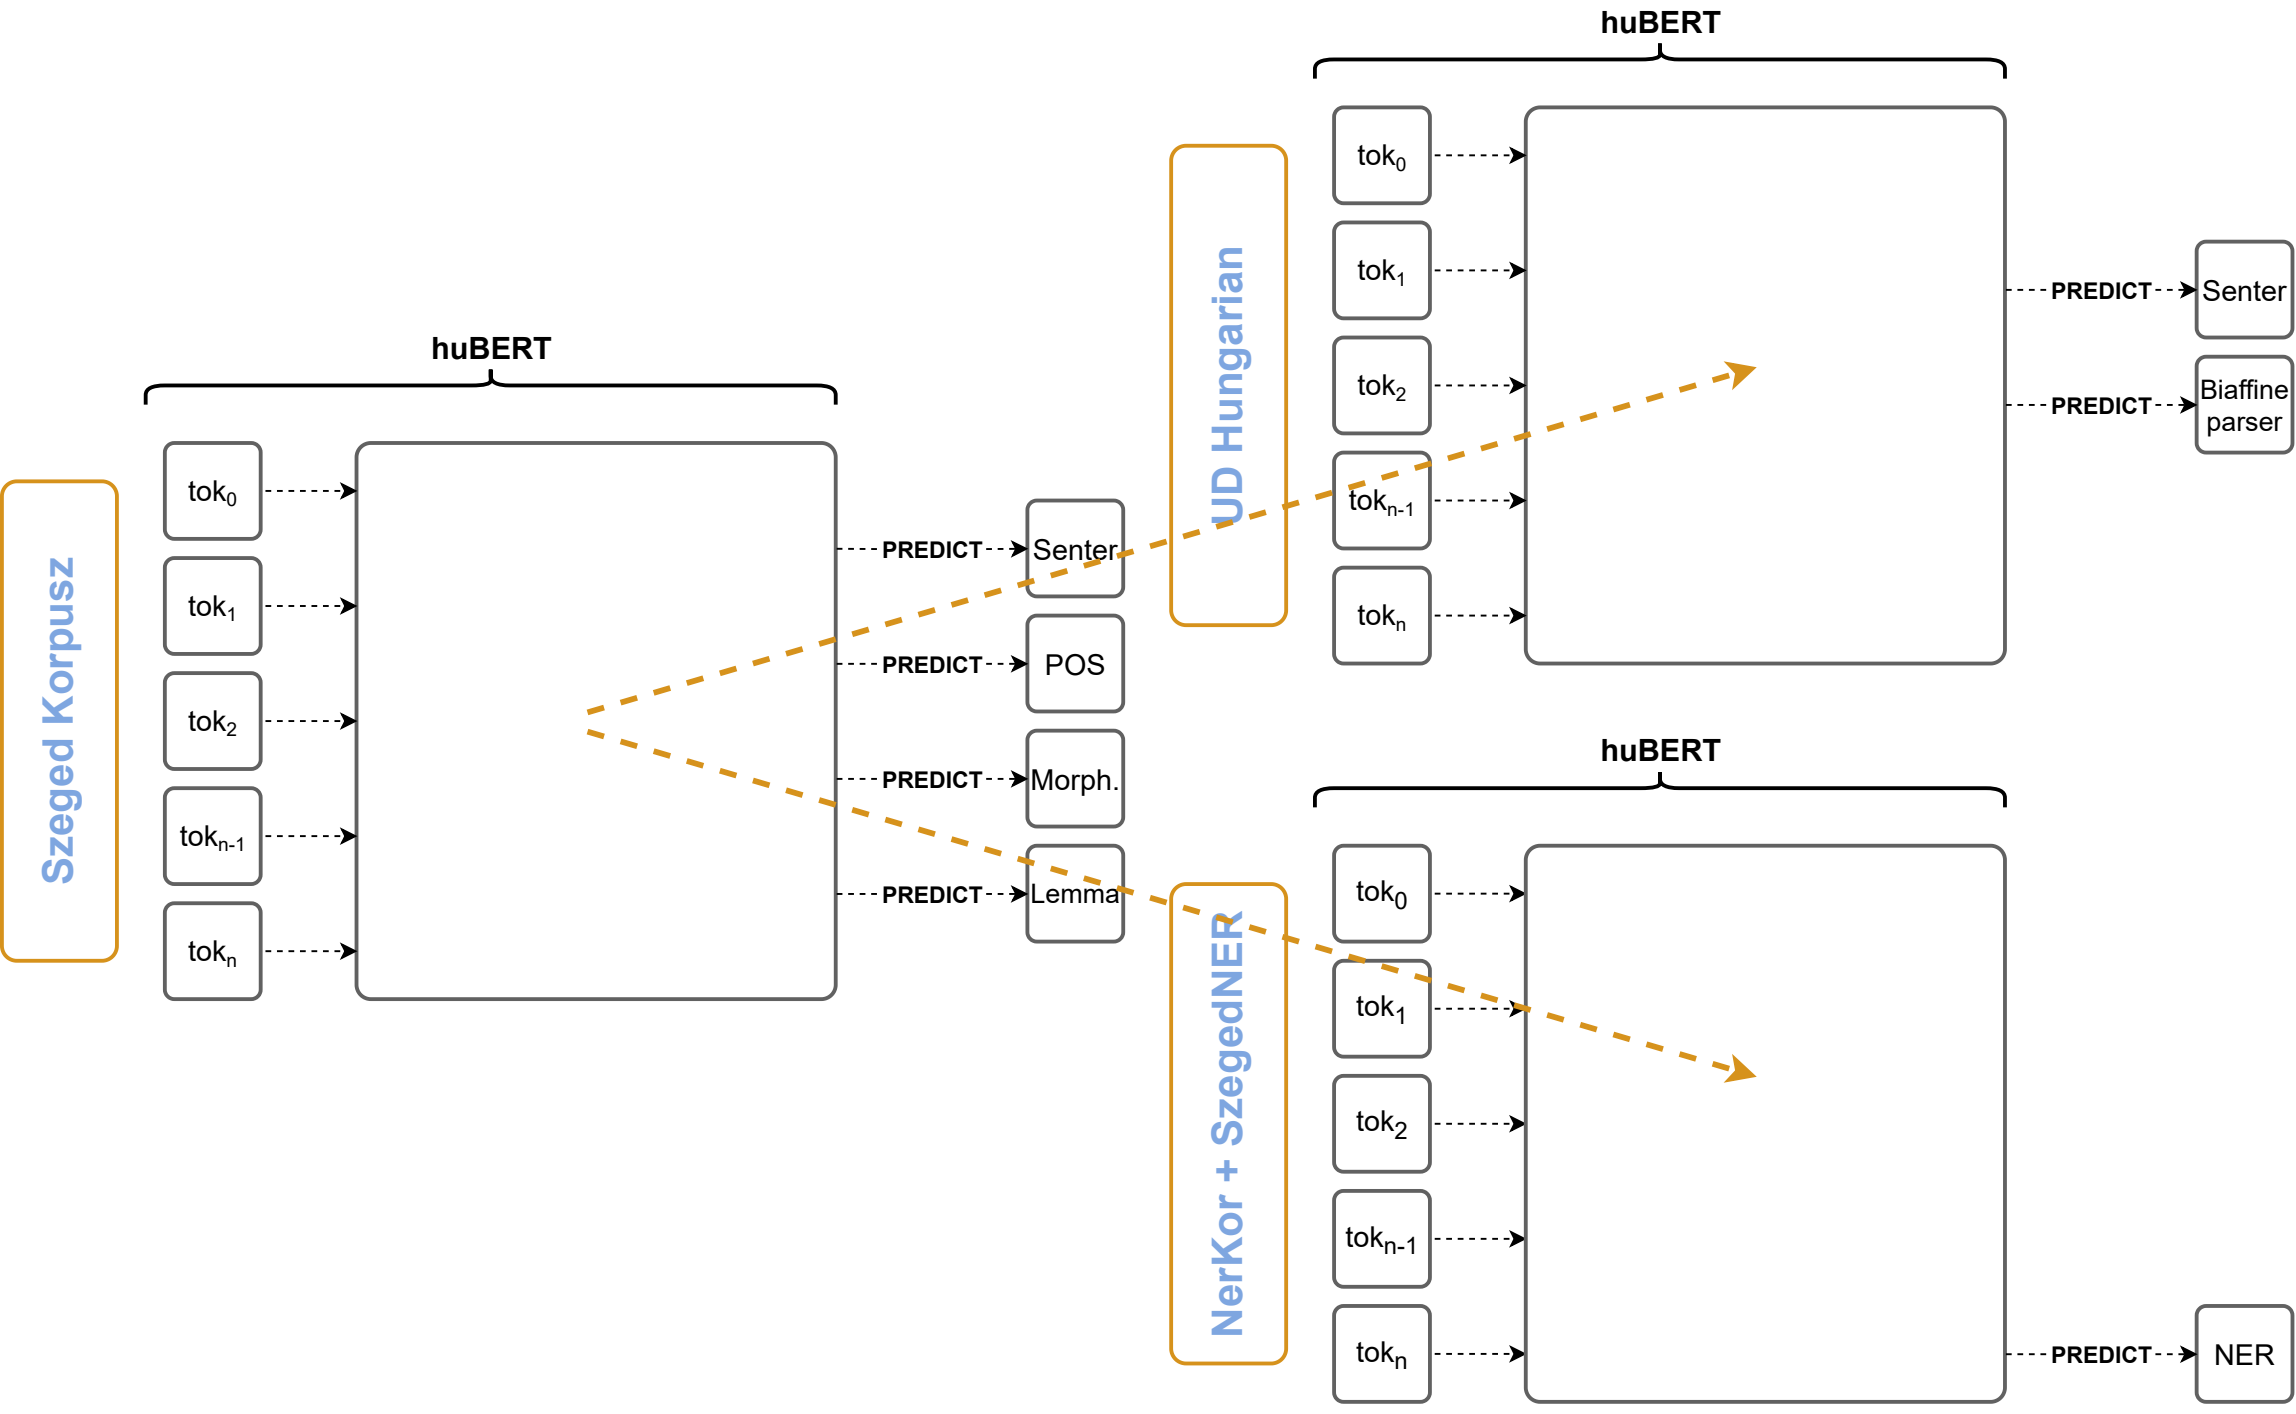 huBERT
Szeged Korpusz
tok0
tok1
tok2
tokn-1
tokn
PREDICT
Senter
PREDICT
POS
PREDICT
Morph.
PREDICT
Lemma
huBERT
UD Hungarian
tok0
tok1
tok2
tokn-1
tokn
PREDICT
Senter
PREDICT
Biaffine
parser
huBERT
NerKor + SzegedNER
tok0
tok1
tok2
tokn-1
tokn
PREDICT
NER